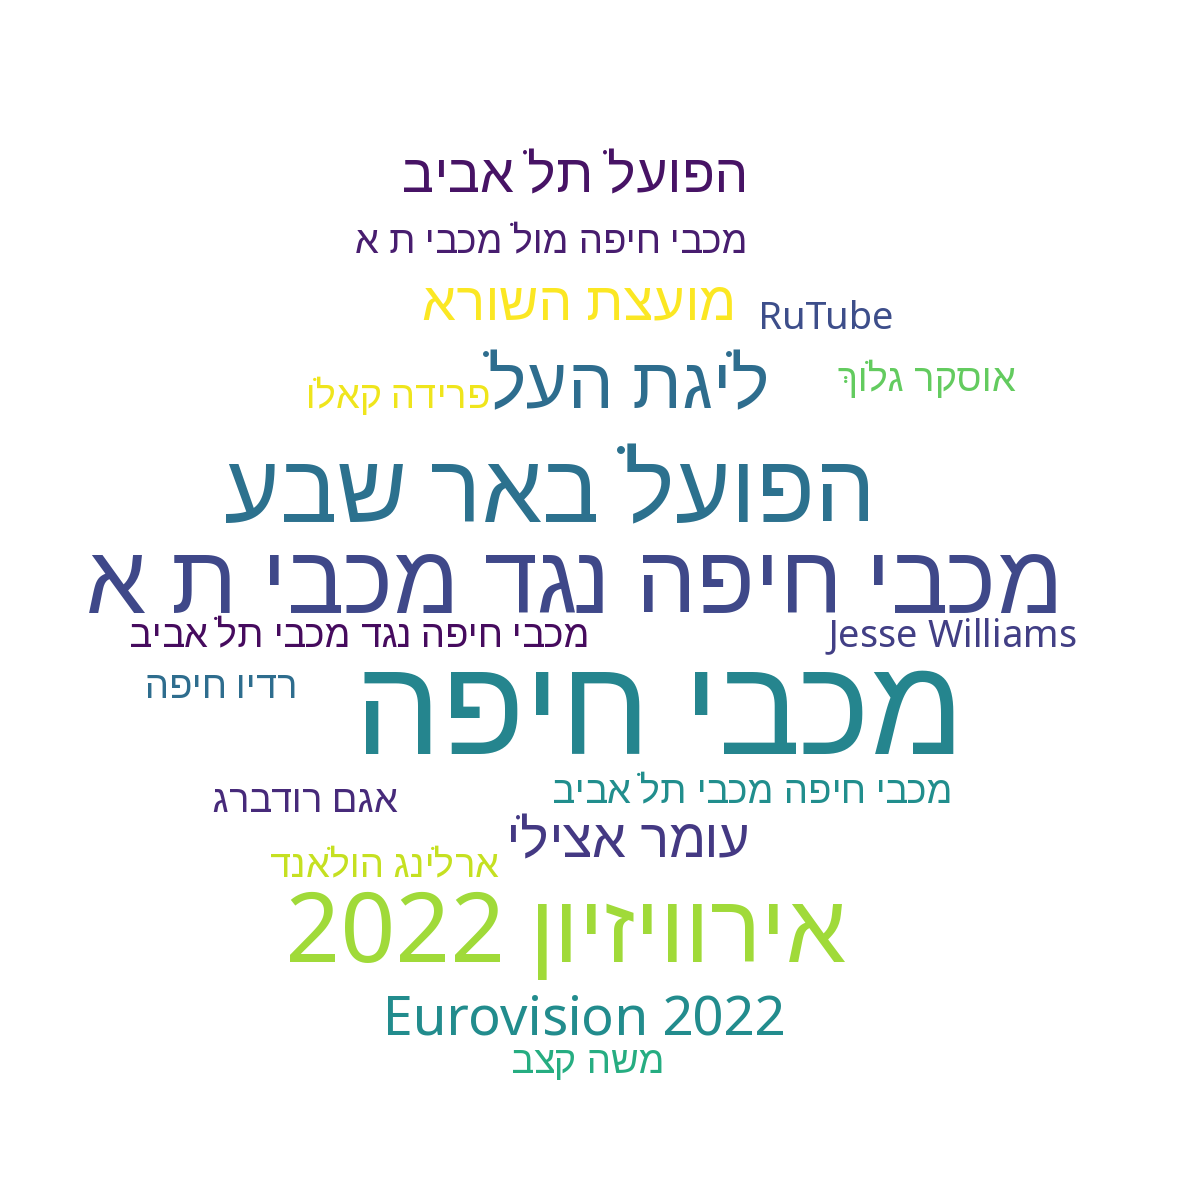 הפועל תל אביב
מכבי חיפה מול מכבי ת א
מועצת השורא
RuTube
ליגת העל
אוסקר גלוך
פרידה קאלו
הפועל באר שבע
מכבי חיפה נגד מכבי ת א
מכבי חיפה נגד מכבי תל אביב
Jesse Williams
רדיו חיפה
מכבי חיפה
מכבי חיפה מכבי תל אביב
אגם רודברג
עומר אצילי
ארלינג הולאנד
אירוויזיון 2022
Eurovision 2022
משה קצב